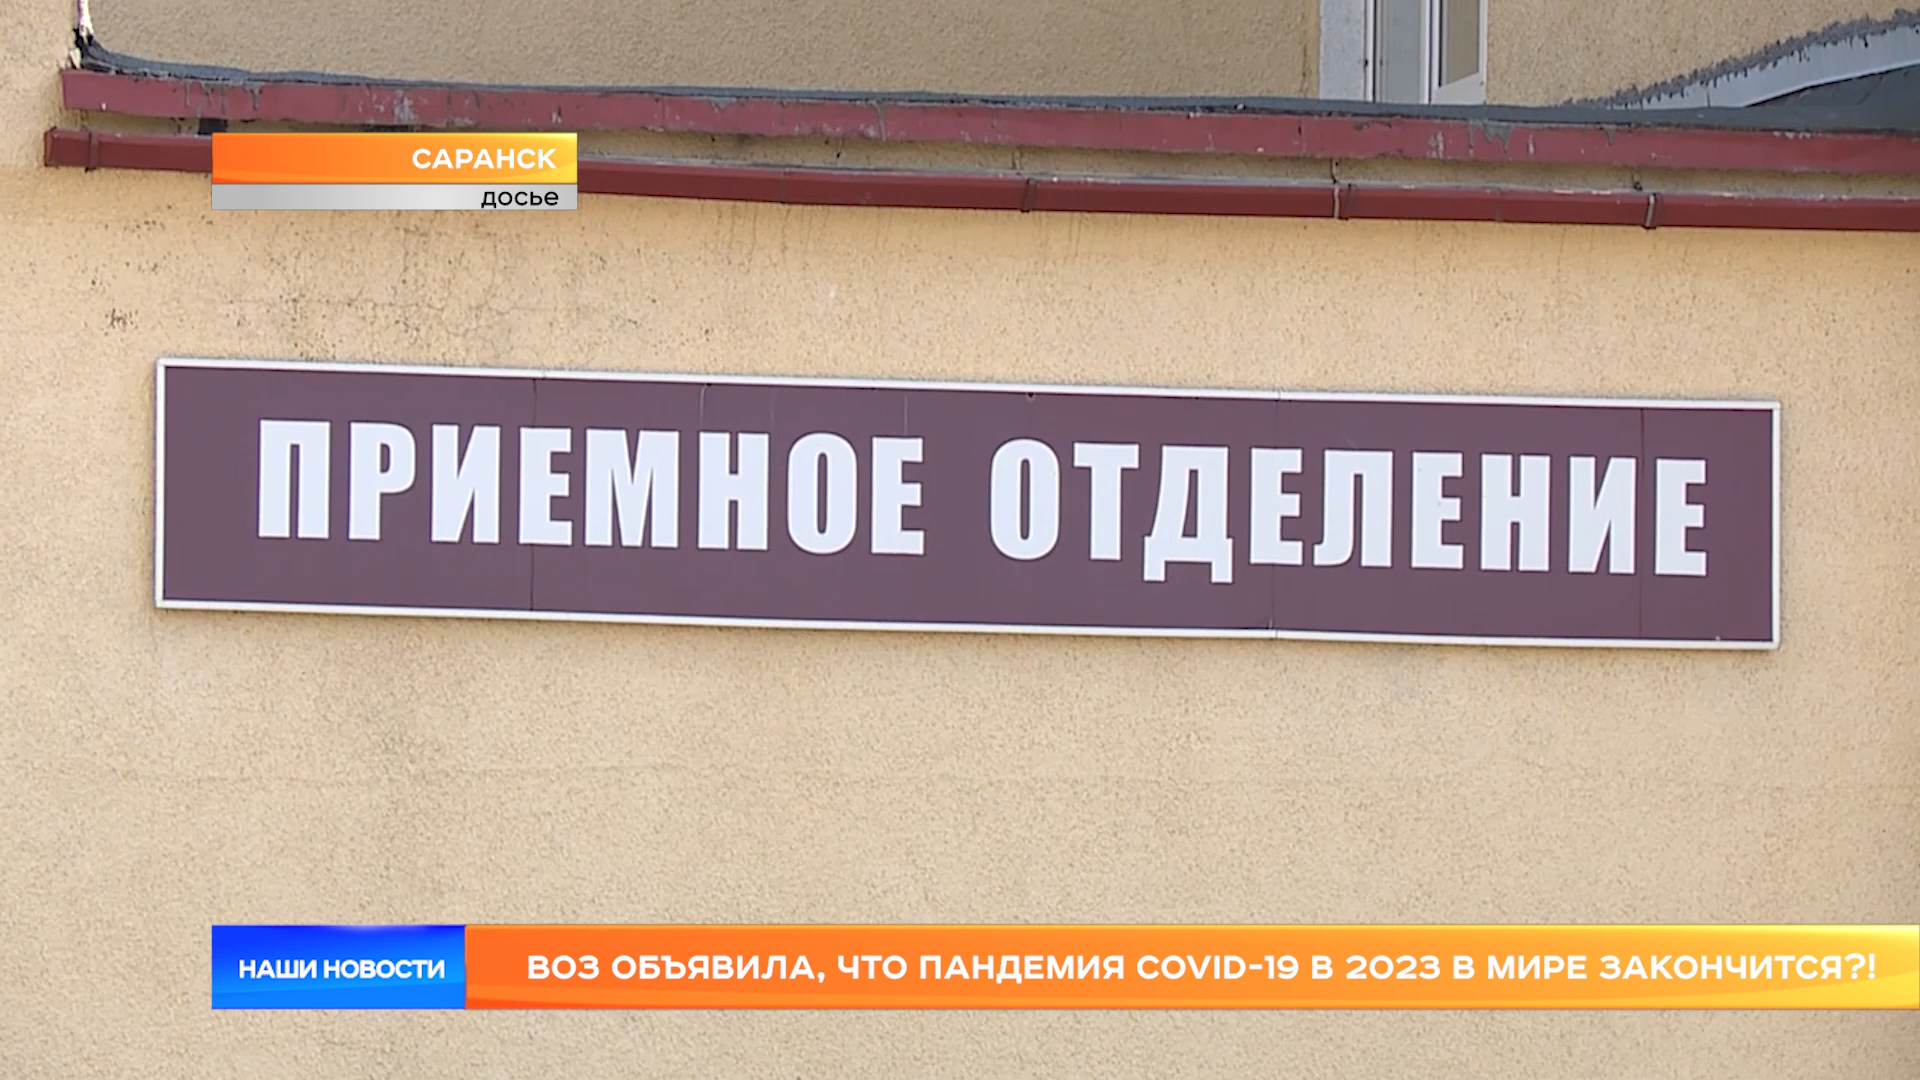 САРАНСК
досье
ПРИЕМНОЕ ОТДЕЛЕНИЕ
НАШИ НОВОСТИ
ВОЗ ОБЪЯВИЛА, ЧТО ПАНДЕМИЯ COVID-19 В 2023 В МИРЕ ЗАКОНЧИТСЯ?!